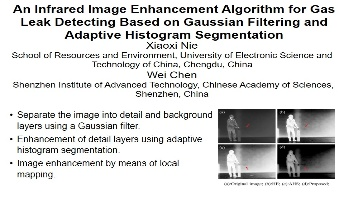 An Infrared Image Enhancement Algorithm for Gas
Leak Detecting Based on Gaussian Filtering and
Adaptive Histogram Segmentation
Xiaoxi Nie
School of Resources and Environment, University of Electronic Science and
Technology of China, Chengdu, China
Wei Chen
Shenzhen Institute of Advanced Technology, Chinese Academy of Sciences,
Shenzhen, China
• Separate the image into detail and background
layers using a Gaussian filter.
• Enhancement of detail layers using adaptive
histogram segmentation.
• Image enhancement by means of local
mapping
(a)
(b)
(c)
(d)
(a)Original image;